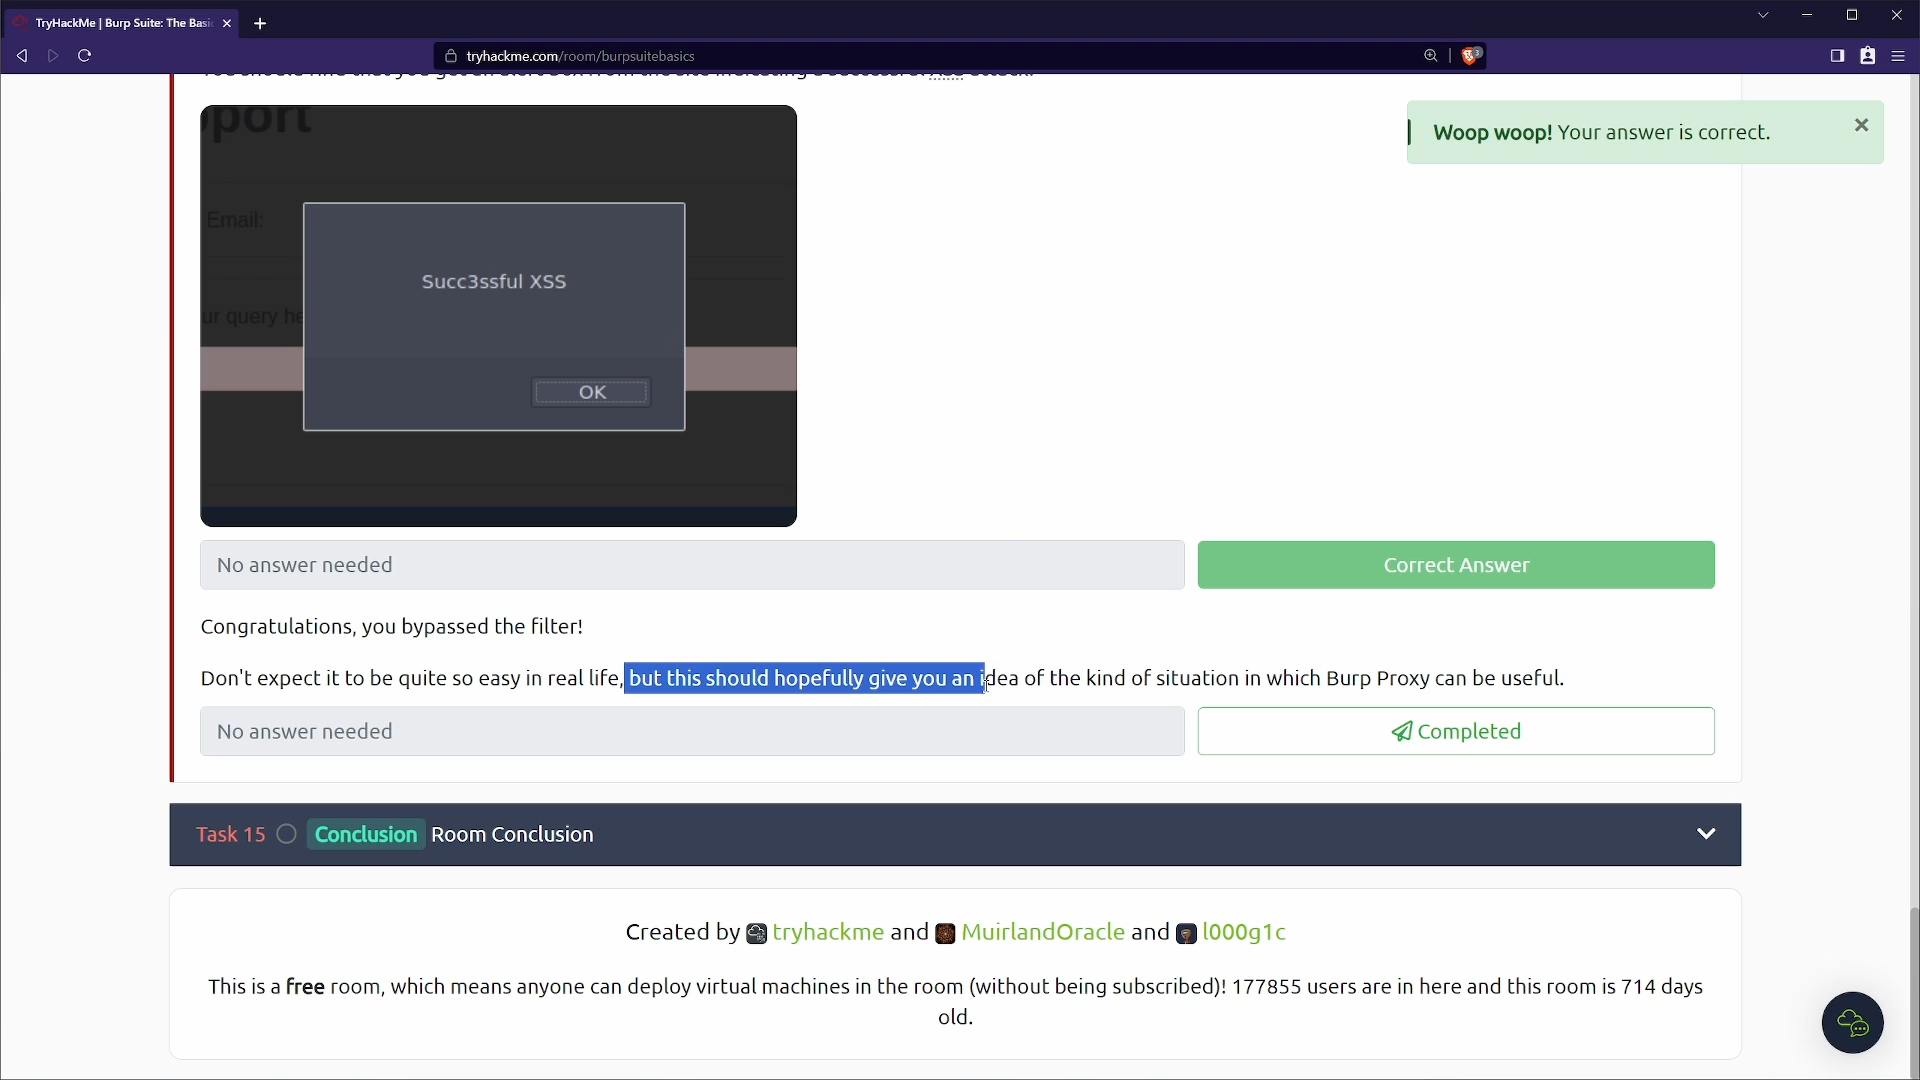 TryHackMe | Burp Suite: The Basi
tryhackme.com/room/burpsuitebasics
3
Woop woop! Your answer is correct.
Email:
Succ3ssful XSS
ur query he
OK
No answer needed
Correct Answer
Congratulations, you bypassed the filter!
Don't expect it to be quite so easy in real life, but this should hopefully give you an idea of the kind of situation in which Burp Proxy can be useful.
No answer needed
Completed
Task 15 Conclusion Room Conclusion
Created by tryhackme and MuirlandOracle and l000g1c
This is a free room, which means anyone can deploy virtual machines in the room (without being subscribed)! 177855 users are in here and this room is 714 days
old.